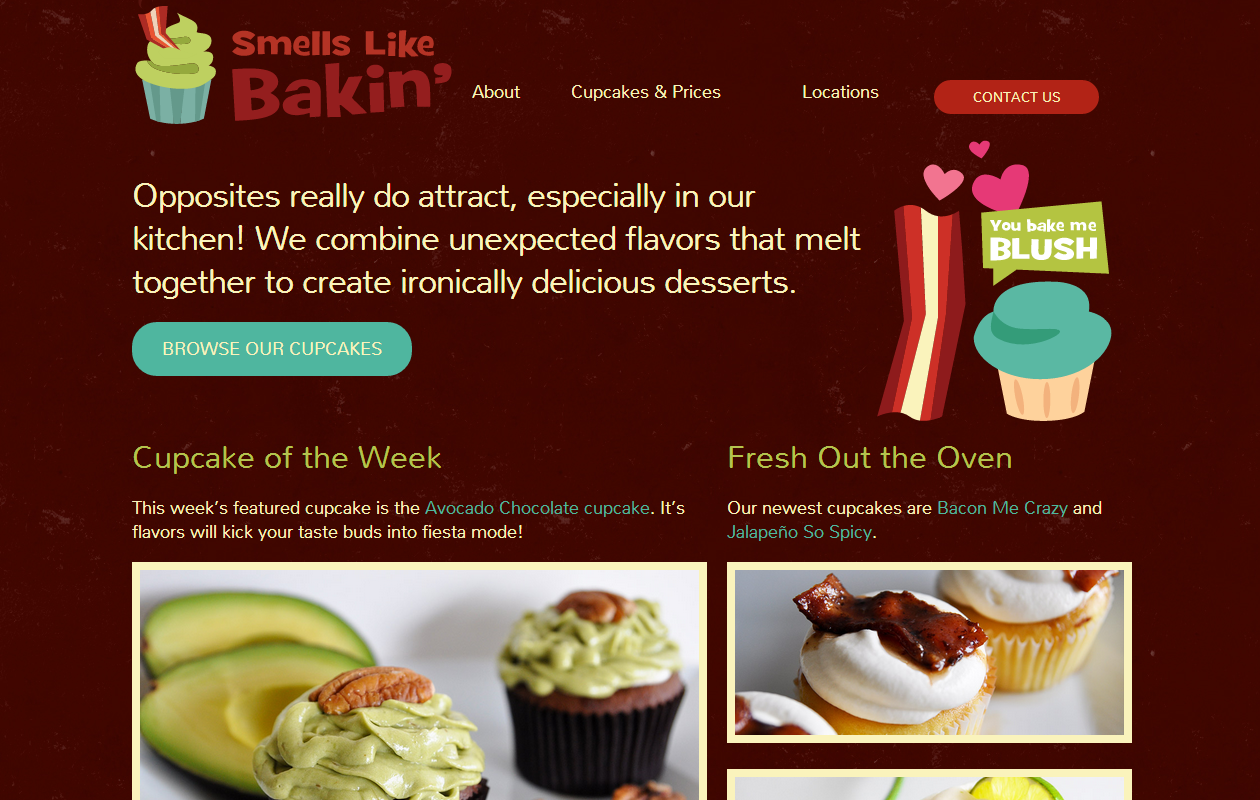 Smells Like
Bakin’
About
Cupcakes & Prices
Locations
CONTACT US
Opposites really do attract, especially in our
kitchen! We combine unexpected flavors that melt
together to create ironically delicious desserts.
You bake me
BLUSH
BROWSE OUR CUPCAKES
Cupcake of the Week
This week’s featured cupcake is the Avocado Chocolate cupcake. It’s
flavors will kick your taste buds into fiesta mode!
Fresh Out the Oven
Our newest cupcakes are Bacon Me Crazy and
Jalapeño So Spicy.